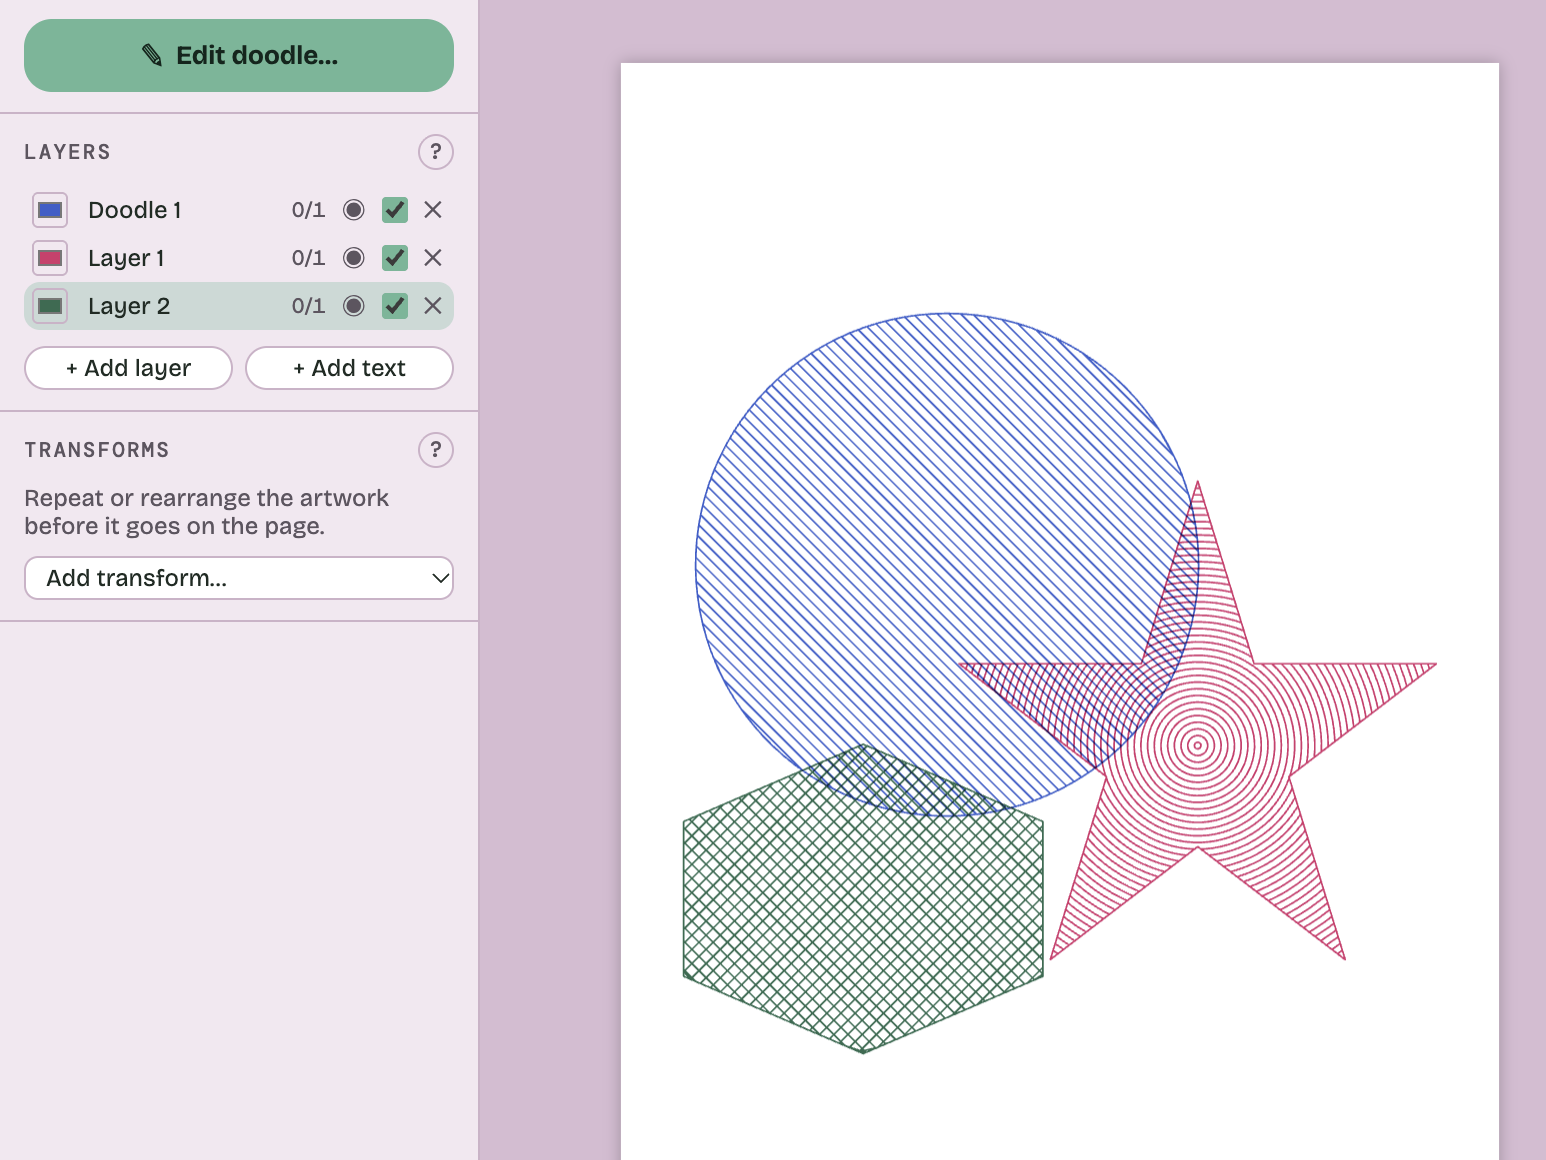 ✎ Edit doodle...
LAYERS ?
Doodle 1 0/1
Layer 1 0/1
Layer 2 0/1
+ Add layer + Add text
TRANSFORMS ?
Repeat or rearrange the artwork
before it goes on the page.
Add transform...